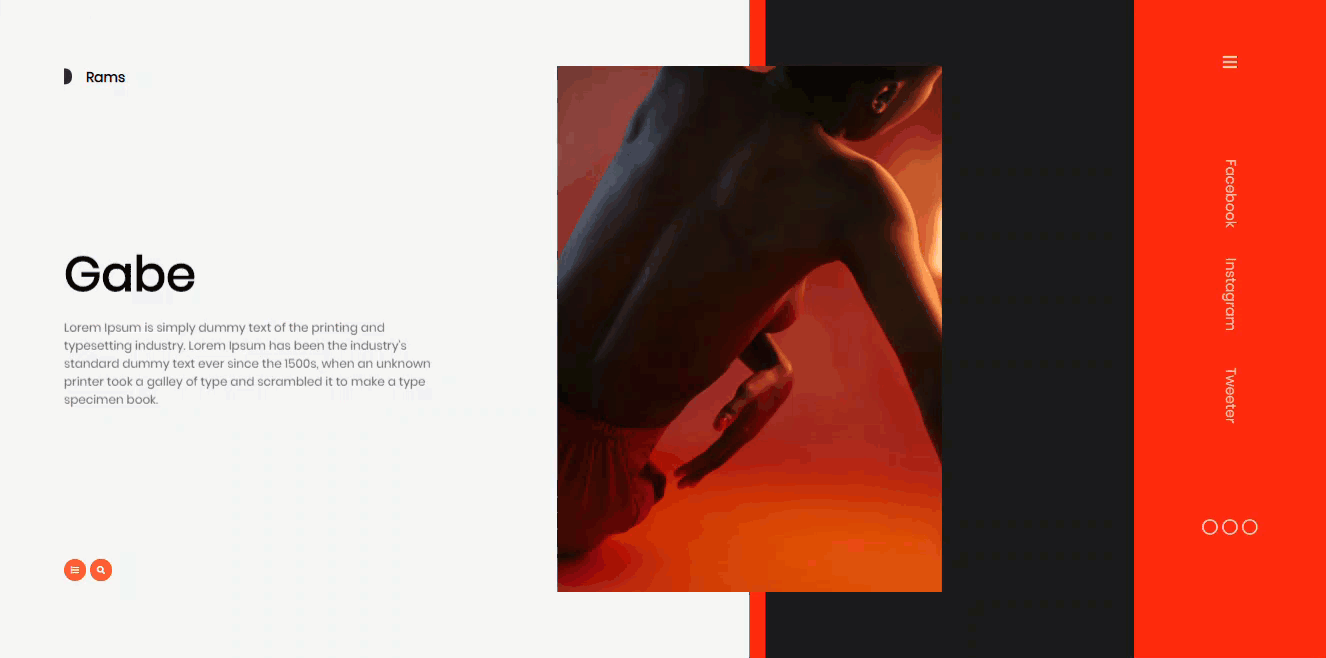 Rams
Gabe
Lorem Ipsum is simply dummy text of the printing and
typesetting industry. Lorem Ipsum has been the industry's
standard dummy text ever since the 1500s, when an unknown
printer took a galley of type and scrambled it to make a type
specimen book.
Facebook
Instagram
Tweeter